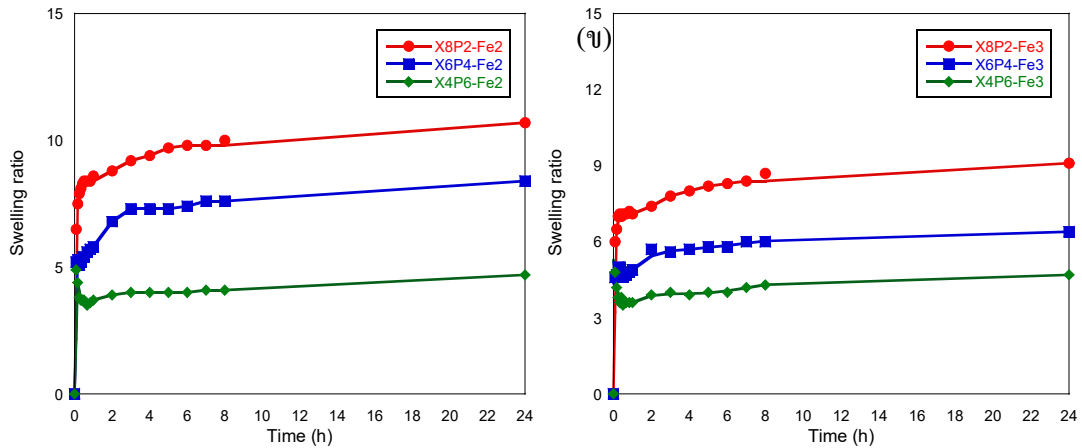 15
10
5
0
Swelling ratio
X8P2-Fe2
X6P4-Fe2
X4P6-Fe2
0 2 4 6 8 10 12 14 16 18 20 22 24
Time (h)
(ข)
15
12
9
6
3
0
Swelling ratio
X8P2-Fe3
X6P4-Fe3
X4P6-Fe3
0 2 4 6 8 10 12 14 16 18 20 22 24
Time (h)